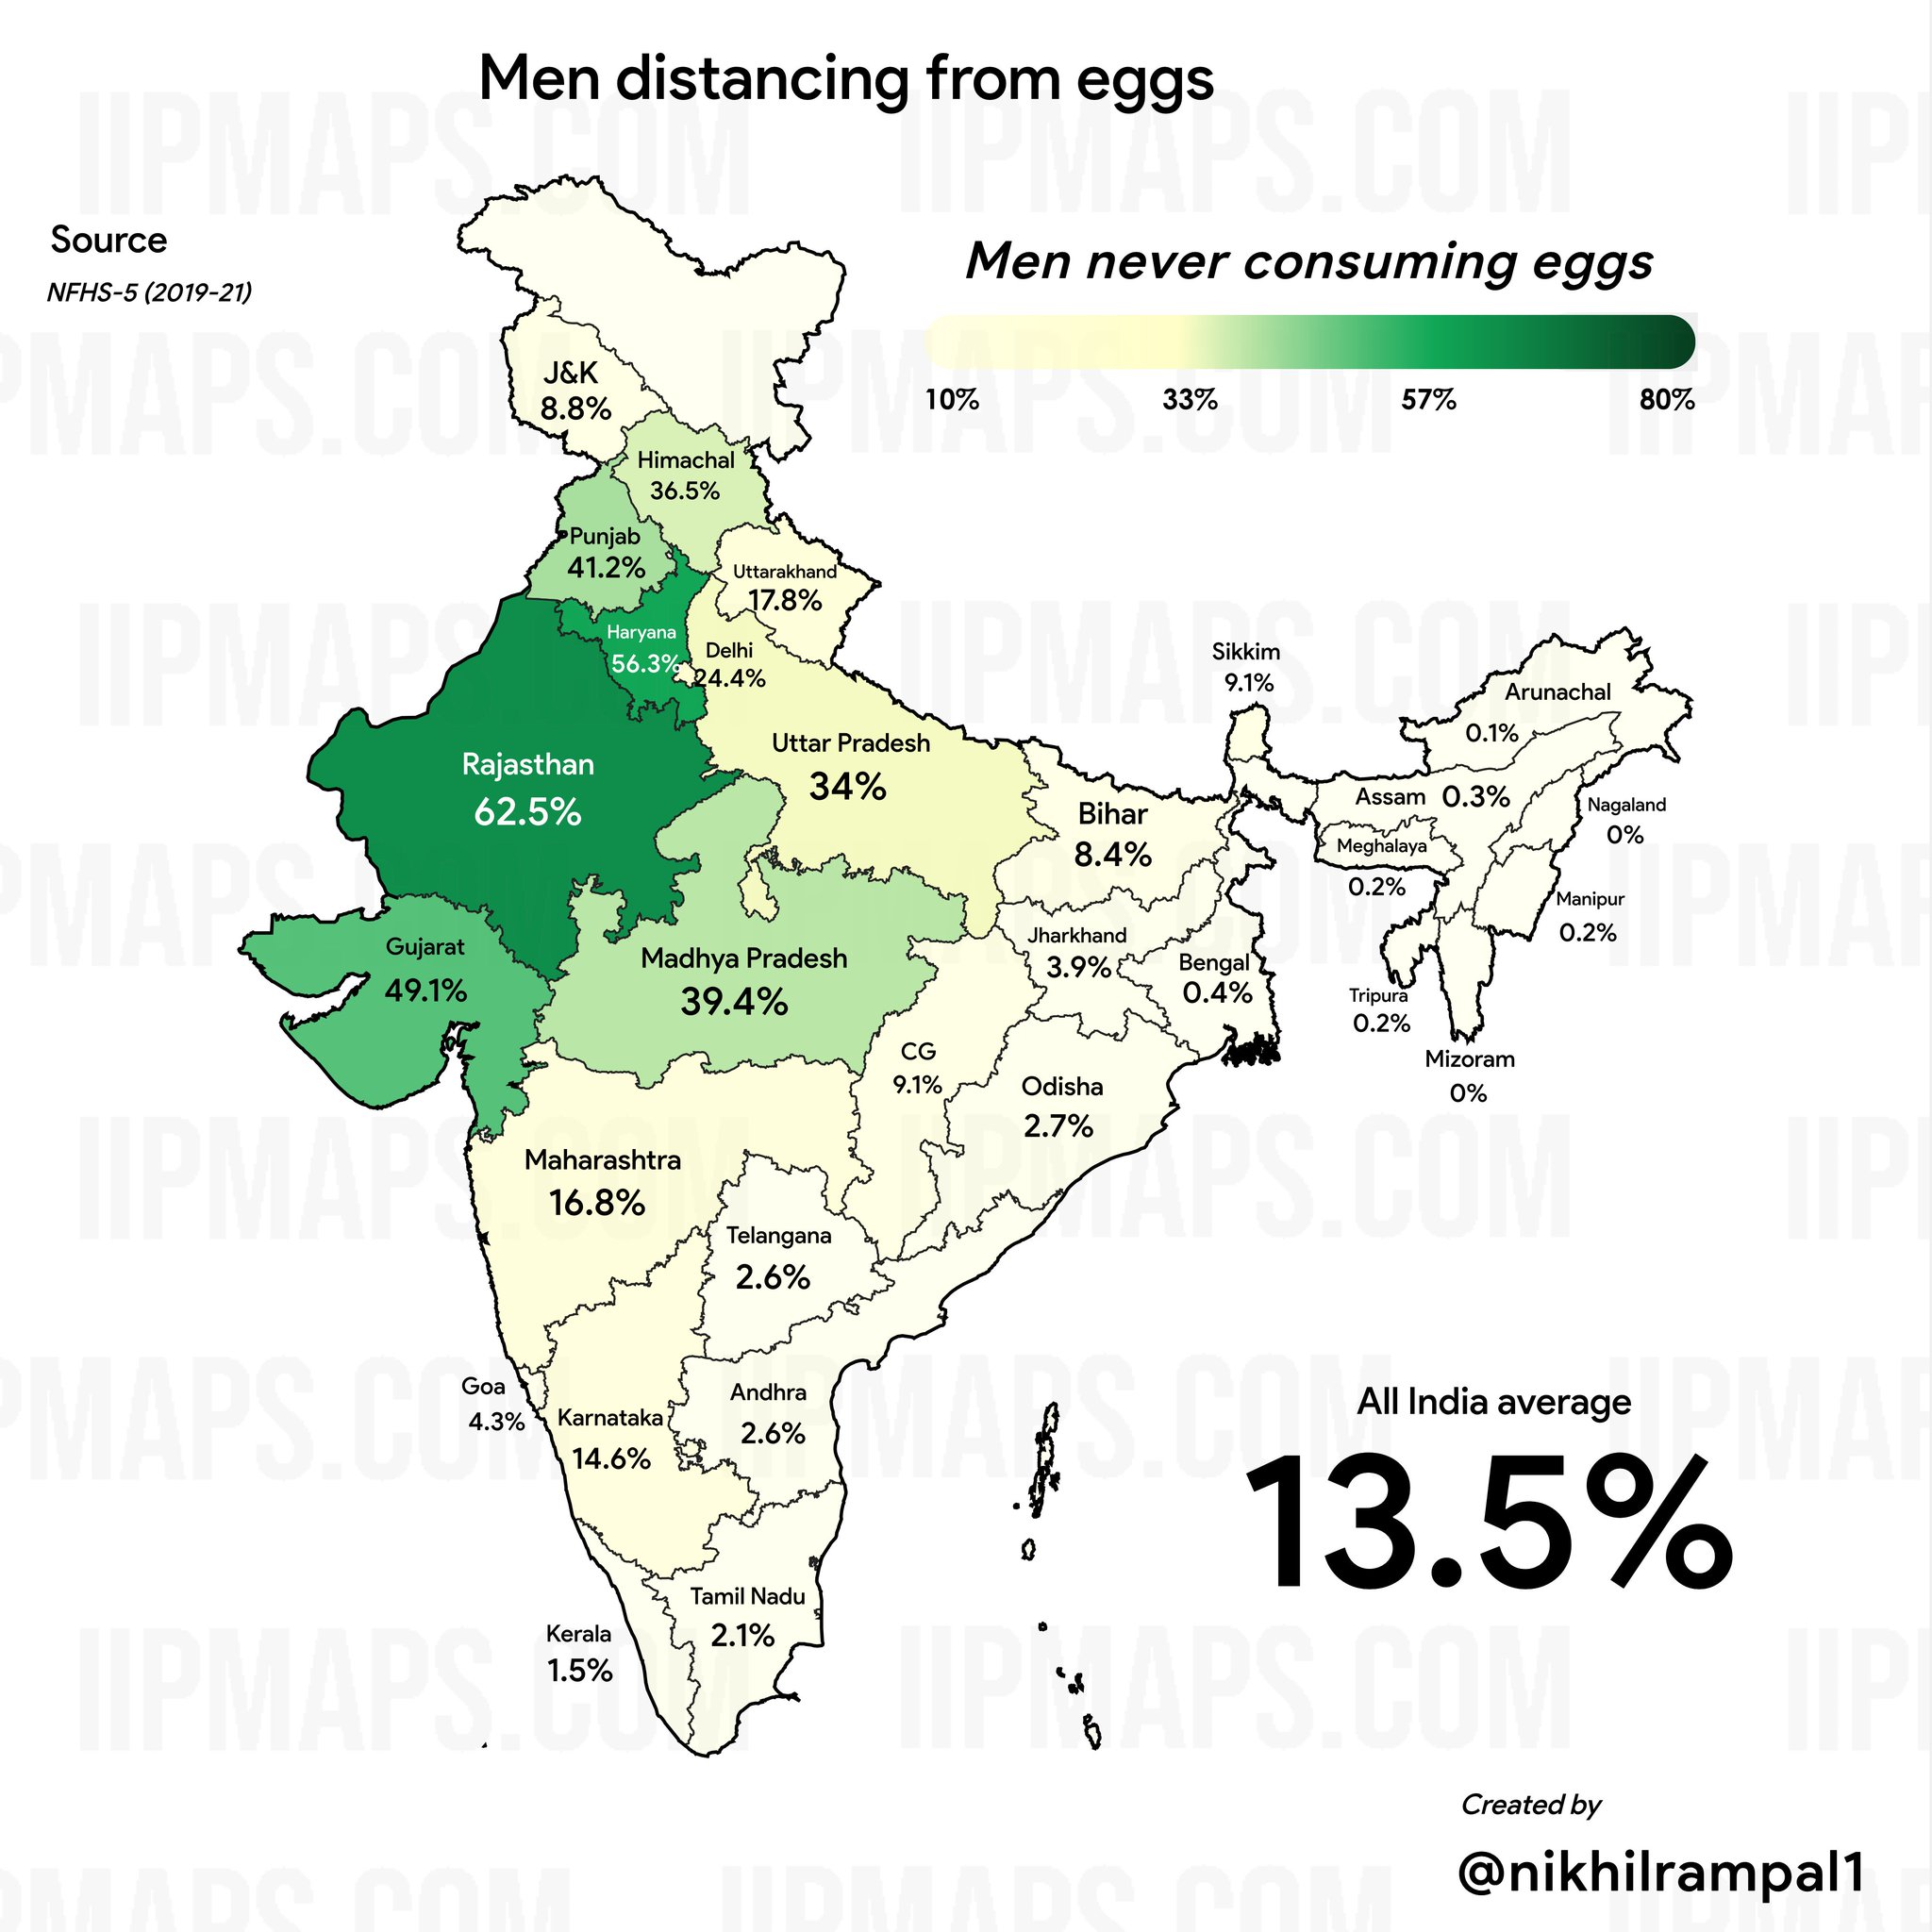 Men distancing from eggs
Source
NFHS-5 (2019-21)
Men never consuming eggs
10% 33% 57% 80%
J&K
8.8%
Himachal
36.5%
Punjab
41.2%
Uttarakhand
17.8%
Haryana
56.3%
Delhi
24.4%
Rajasthan
62.5%
Uttar Pradesh
34%
Bihar
8.4%
Sikkim
9.1%
Arunachal
0.1%
Assam 0.3%
Nagaland
0%
Meghalaya
0.2%
Manipur
0.2%
Tripura
0.2%
Mizoram
0%
Gujarat
49.1%
Madhya Pradesh
39.4%
Jharkhand
3.9%
Bengal
0.4%
CG
9.1%
Odisha
2.7%
Maharashtra
16.8%
Telangana
2.6%
Goa
4.3%
Karnataka
14.6%
Andhra
2.6%
Kerala
1.5%
Tamil Nadu
2.1%
All India average
13.5%
Created by
@nikhilrampal1
IIPMAPS.COM